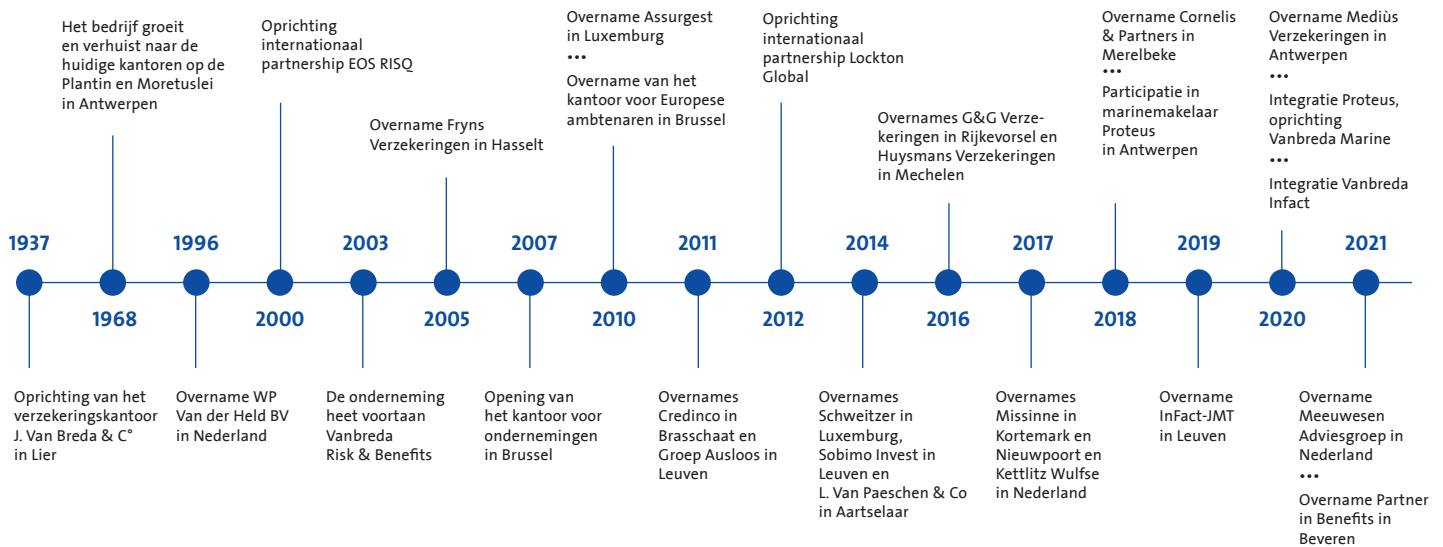 Het bedrijf groeit
en verhuist naar de
huidige kantoren op de
Plantin en Moretuslei
in Antwerpen
Oprichting
internationaal
partnership EOS RISQ
Overname Fryns
Verzekeringen in Hasselt
Overname Assurgest
in Luxemburg
•••
Overname van het
kantoor voor Europese
ambtenaren in Brussel
Oprichting
internationaal
partnership Lockton
Global
Overnames G&G Verze-
keringen in Rijkevorsel en
Huysmans Verzekeringen
in Mechelen
Overname Cornelis
& Partners in
Merelbeke
•••
Participatie in
marinemakelaar
Proteus
in Antwerpen
Overname Mediùs
Verzekeringen in
Antwerpen
•••
Integratie Proteus,
oprichting
Vanbreda Marine
•••
Integratie Vanbreda
Infact
1937
1996
2003
2007
2011
2014
2017
2019
2021
1968
2000
2005
2010
2012
2016
2018
2020
Oprichting van het
verzekeringskantoor
J. Van Breda & C°
in Lier
Overname WP
Van der Held BV
in Nederland
De onderneming
heet voortaan
Vanbreda
Risk & Benefits
Opening van
het kantoor voor
ondernemingen
in Brussel
Overnames
Credinco in
Brasschaat en
Groep Ausloos in
Leuven
Overnames
Schweitzer in
Luxemburg,
Sobimo Invest in
Leuven en
L. Van Paeschen & Co
in Aartselaar
Overnames
Missinne in
Kortemark en
Nieuwpoort en
Kettlitz Wulfse
in Nederland
Overname
InFact-JMT
in Leuven
Overname
Meeuwesen
Adviesgroep in
Nederland
•••
Overname Partner
in Benefits in
Beveren